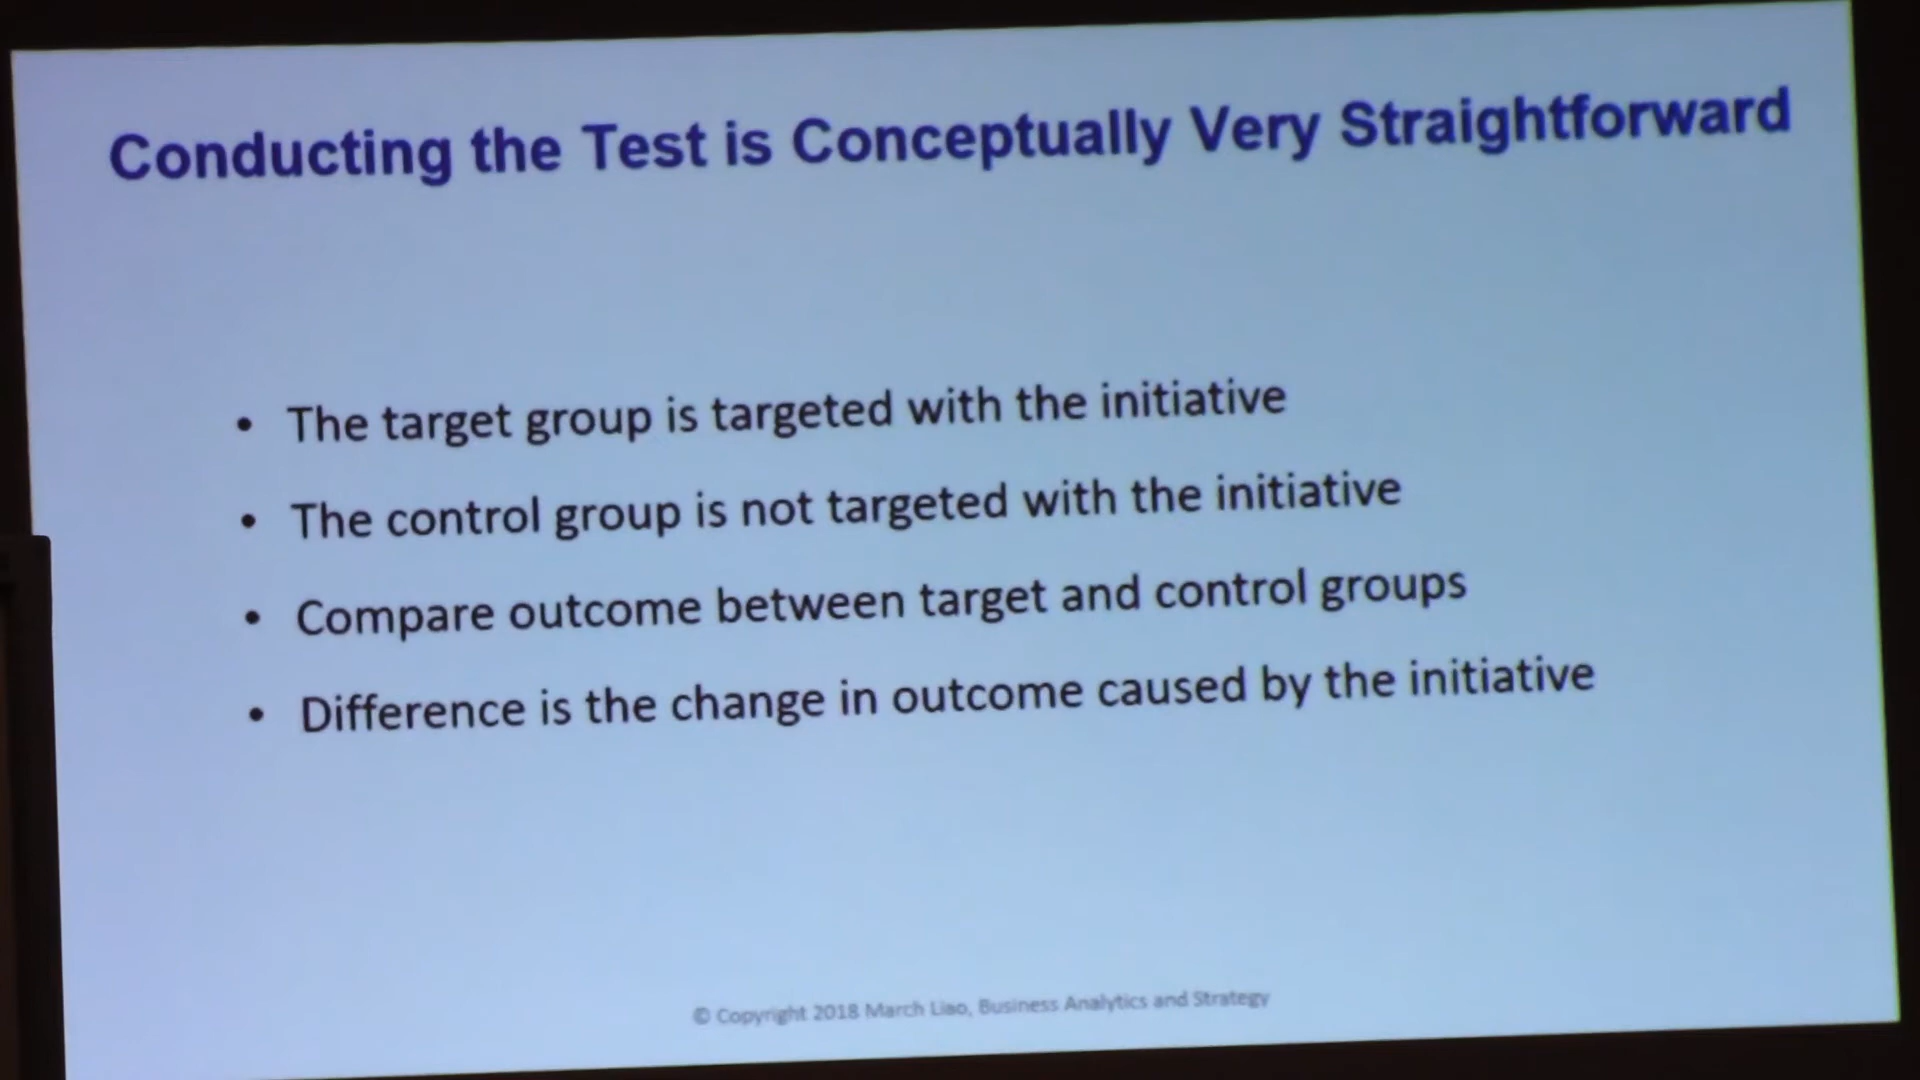 Conducting the Test is Conceptually Very Straightforward
• The target group is targeted with the initiative
• The control group is not targeted with the initiative
• Compare outcome between target and control groups
• Difference is the change in outcome caused by the initiative
© Copyright 2018 March Liao, Business Analytics and Strategy